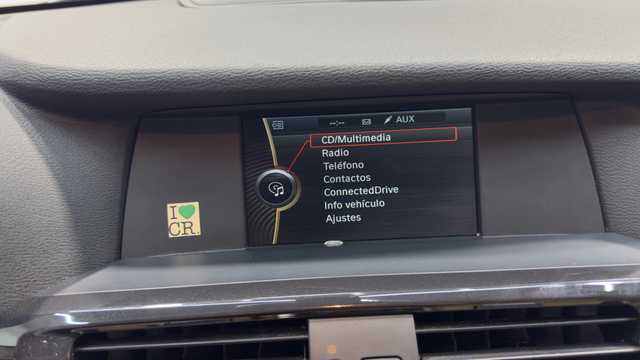 --:-- AUX
CD/Multimedia
Radio
Teléfono
Contactos
ConnectedDrive
Info vehículo
Ajustes
I
CR.